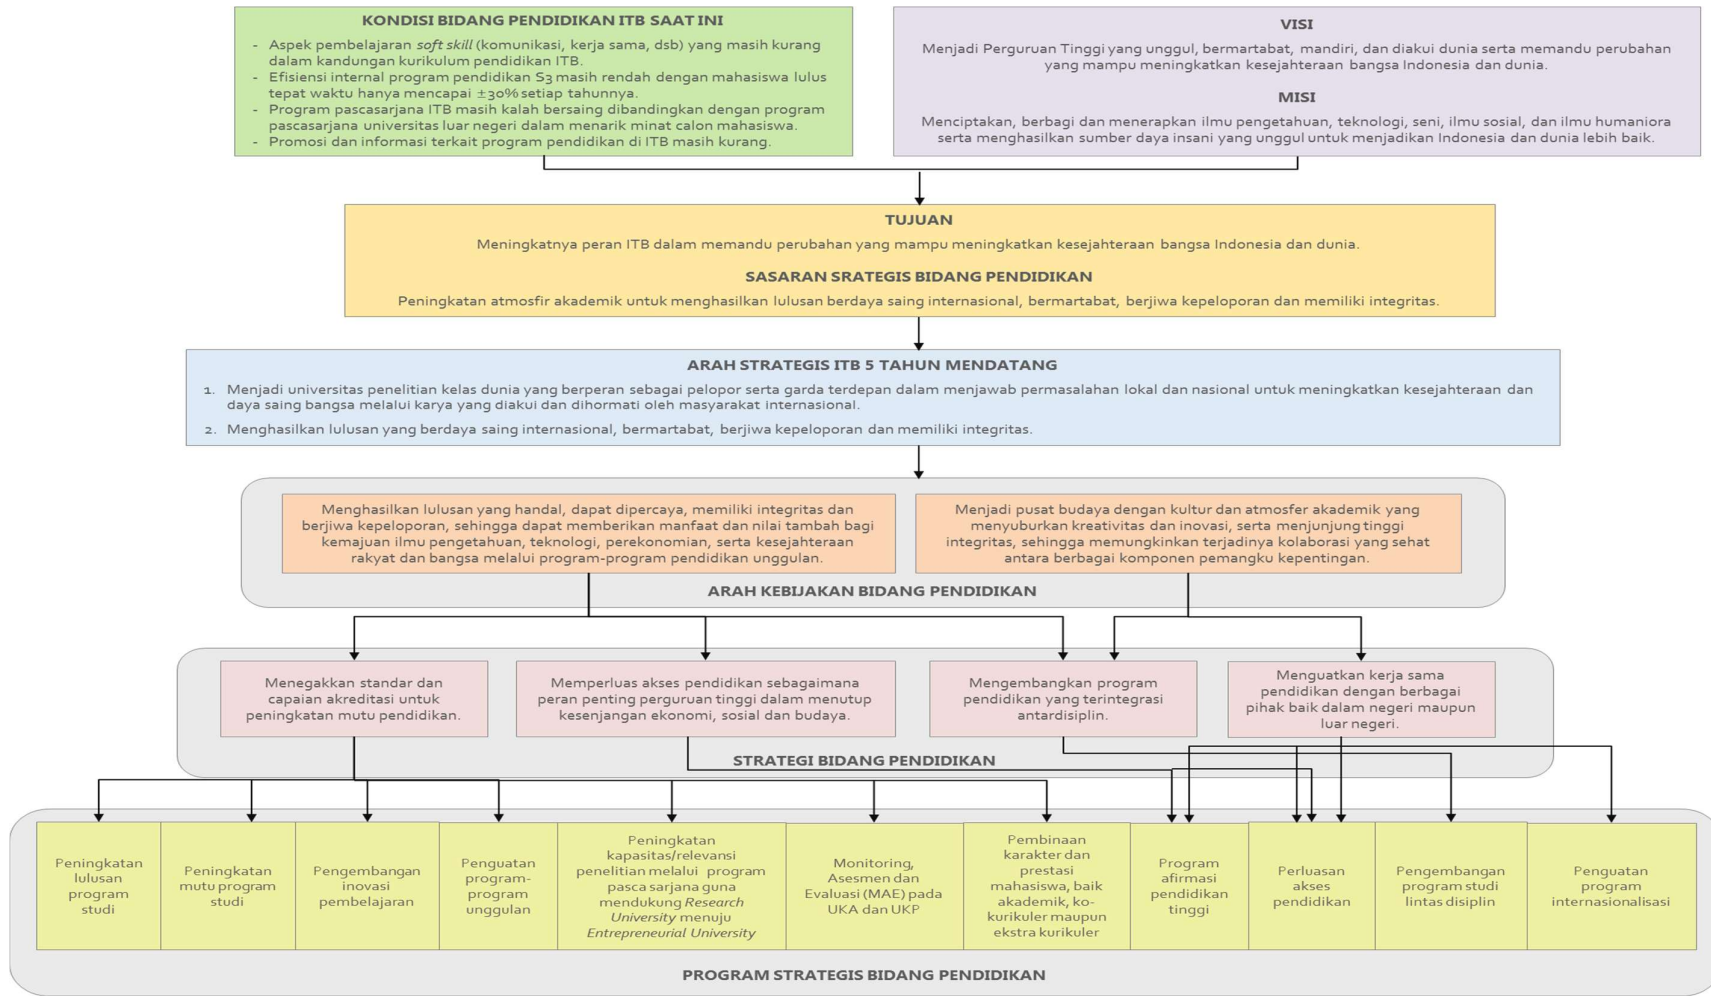 KONDISI BIDANG PENDIDIKAN ITB SAAT INI
- Aspek pembelajaran soft skill (komunikasi, kerja sama, dsb) yang masih kurang
dalam kandungan kurikulum pendidikan ITB.
- Efisiensi internal program pendidikan S3 masih rendah dengan mahasiswa lulus
tepat waktu hanya mencapai ±30% setiap tahunnya.
- Program pascasarjana ITB masih kalah bersaing dibandingkan dengan program
pascasarjana universitas luar negeri dalam menarik minat calon mahasiswa.
- Promosi dan informasi terkait program pendidikan di ITB masih kurang.
VISI
Menjadi Perguruan Tinggi yang unggul, bermartabat, mandiri, dan diakui dunia serta memandu perubahan
yang mampu meningkatkan kesejahteraan bangsa Indonesia dan dunia.
MISI
Menciptakan, berbagi dan menerapkan ilmu pengetahuan, teknologi, seni, ilmu sosial, dan ilmu humaniora
serta menghasilkan sumber daya insani yang unggul untuk menjadikan Indonesia dan dunia lebih baik.
TUJUAN
Meningkatnya peran ITB dalam memandu perubahan yang mampu meningkatkan kesejahteraan bangsa Indonesia dan dunia.
SASARAN SRATEGIS BIDANG PENDIDIKAN
Peningkatan atmosfir akademik untuk menghasilkan lulusan berdaya saing internasional, bermartabat, berjiwa kepeloporan dan memiliki integritas.
ARAH STRATEGIS ITB 5 TAHUN MENDATANG
1. Menjadi universitas penelitian kelas dunia yang berperan sebagai pelopor serta garda terdepan dalam menjawab permasalahan lokal dan nasional untuk meningkatkan kesejahteraan dan
daya saing bangsa melalui karya yang diakui dan dihormati oleh masyarakat internasional.
2. Menghasilkan lulusan yang berdaya saing internasional, bermartabat, berjiwa kepeloporan dan memiliki integritas.
Menghasilkan lulusan yang handal, dapat dipercaya, memiliki integritas dan
berjiwa kepeloporan, sehingga dapat memberikan manfaat dan nilai tambah bagi
kemajuan ilmu pengetahuan, teknologi, perekonomian, serta kesejahteraan
rakyat dan bangsa melalui program-program pendidikan unggulan.
Menjadi pusat budaya dengan kultur dan atmosfer akademik yang
menyuburkan kreativitas dan inovasi, serta menjunjung tinggi
integritas, sehingga memungkinkan terjadinya kolaborasi yang sehat
antara berbagai komponen pemangku kepentingan.
ARAH KEBIJAKAN BIDANG PENDIDIKAN
Menegakkan standar dan
capaian akreditasi untuk
peningkatan mutu pendidikan.
Memperluas akses pendidikan sebagaimana
peran penting perguruan tinggi dalam menutup
kesenjangan ekonomi, sosial dan budaya.
Mengembangkan program
pendidikan yang terintegrasi
antardisiplin.
Menguatkan kerja sama
pendidikan dengan berbagai
pihak baik dalam negeri maupun
luar negeri.
STRATEGI BIDANG PENDIDIKAN
Peningkatan
lulusan
program
studi
Peningkatan
mutu program
studi
Pengembangan
inovasi
pembelajaran
Penguatan
program-
program
unggulan
Peningkatan
kapasitas/relevansi
penelitian melalui program
pasca sarjana guna
mendukung Research
University menuju
Entrepreneurial University
Monitoring,
Asesmen dan
Evaluasi (MAE) pada
UKA dan UKP
Pembinaan
karakter dan
prestasi
mahasiswa, baik
akademik, ko-
kurikuler maupun
ekstra kurikuler
Program
afirmasi
pendidikan
tinggi
Perluasan
akses
pendidikan
Pengembangan
program studi
lintas disiplin
Penguatan
program
internasionalisasi
PROGRAM STRATEGIS BIDANG PENDIDIKAN